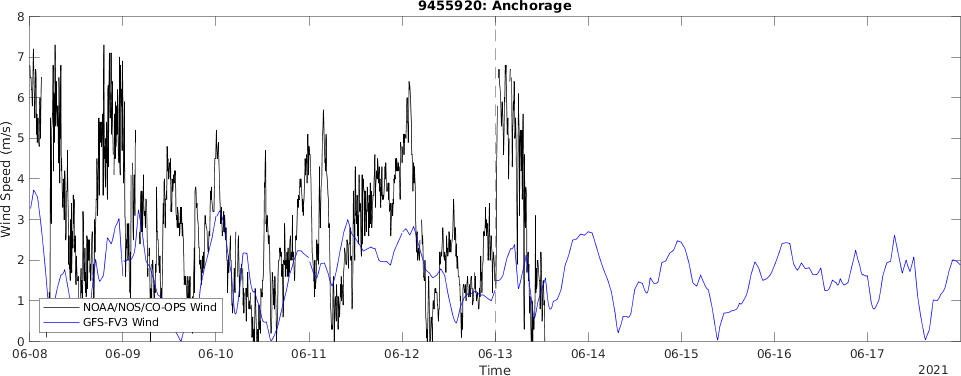 9455920: Anchorage
8
7
6
5
4
3
2
1
0
Wind Speed (m/s)
NOAA/NOS/CO-OPS Wind
GFS-FV3 Wind
06-08 06-09 06-10 06-11 06-12 06-13 06-14 06-15 06-16 06-17
Time
2021